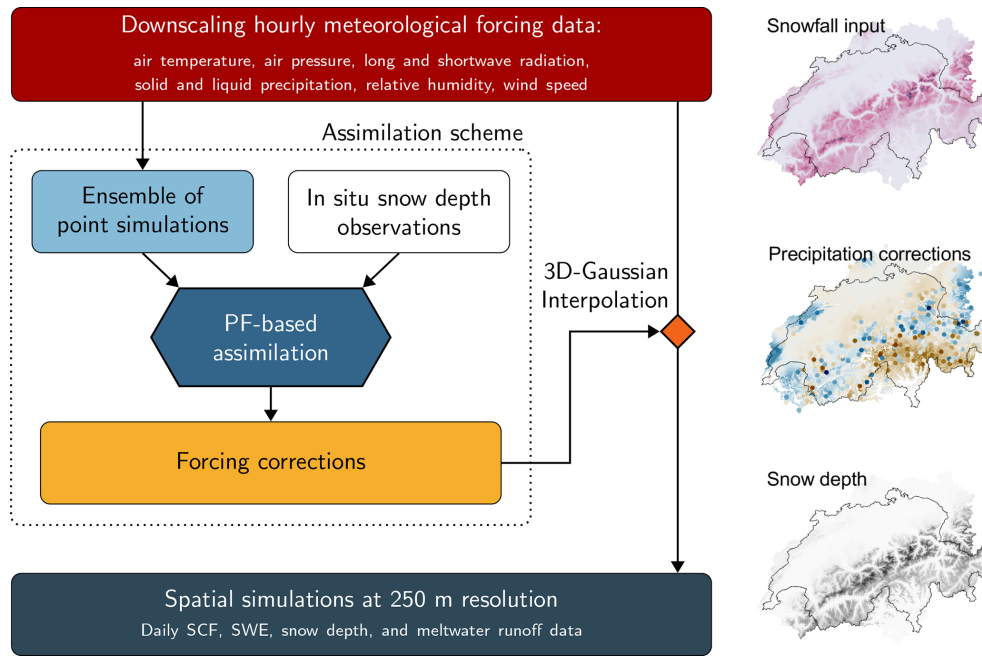 Downscaling hourly meteorological forcing data:
air temperature, air pressure, long and shortwave radiation,
solid and liquid precipitation, relative humidity, wind speed
Assimilation scheme
Ensemble of
point simulations
In situ snow depth
observations
PF-based
assimilation
3D-Gaussian
Interpolation
Forcing corrections
Spatial simulations at 250 m resolution
Daily SCF, SWE, snow depth, and meltwater runoff data
Snowfall input
Precipitation corrections
Snow depth